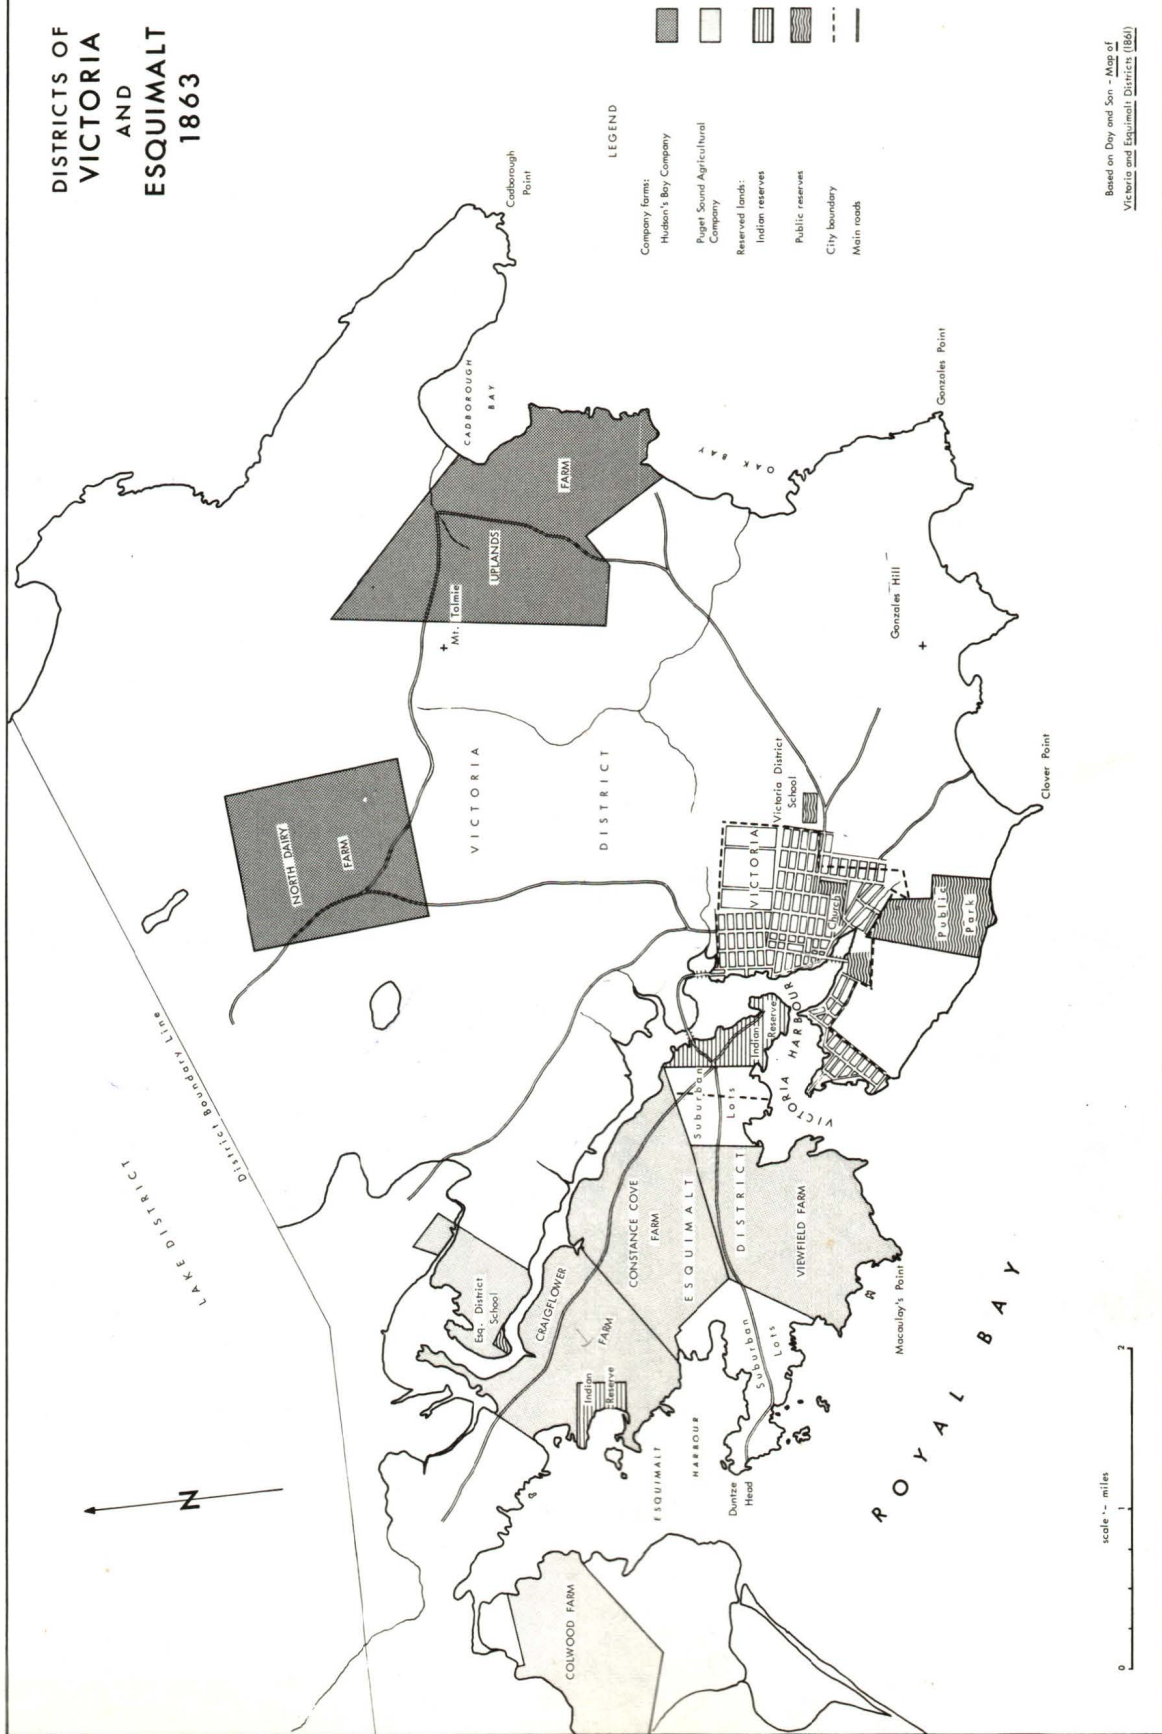 DISTRICTS OF
VICTORIA
AND
ESQUIMALT
1863
LEGEND
Company farms:
Hudson's Bay Company
Puget Sound Agricultural
Company
Reserved lands:
Indian reserves
Public reserves
City boundary
Main roads
Based on Day and Son - Map of
Victoria and Esquimalt Districts (1861)
LAKE DISTRICT
District Boundary Line
N
NORTH DAIRY
FARM
Cadborough
Point
CADBOROUGH
BAY
UPLANDS
FARM
Mt. Tolmie
OAK BAY
Gonzales Point
Gonzales Hill
VICTORIA
DISTRICT
Victoria District
School
VICTORIA
Church
Public
Park
Clover Point
VICTORIA HARBOUR
VICTORIA
Indian
Reserve
Suburban
Lots
CONSTANCE COVE
FARM
ESQUIMALT
DISTRICT
VIEWFIELD FARM
Macaulay's Point
Esq. District
School
CRAIGFLOWER
FARM
Indian
Reserve
Suburban
Lots
ESQUIMALT
HARBOUR
Duntze
Head
COLWOOD FARM
ROYAL BAY
scale - miles
0 1 2